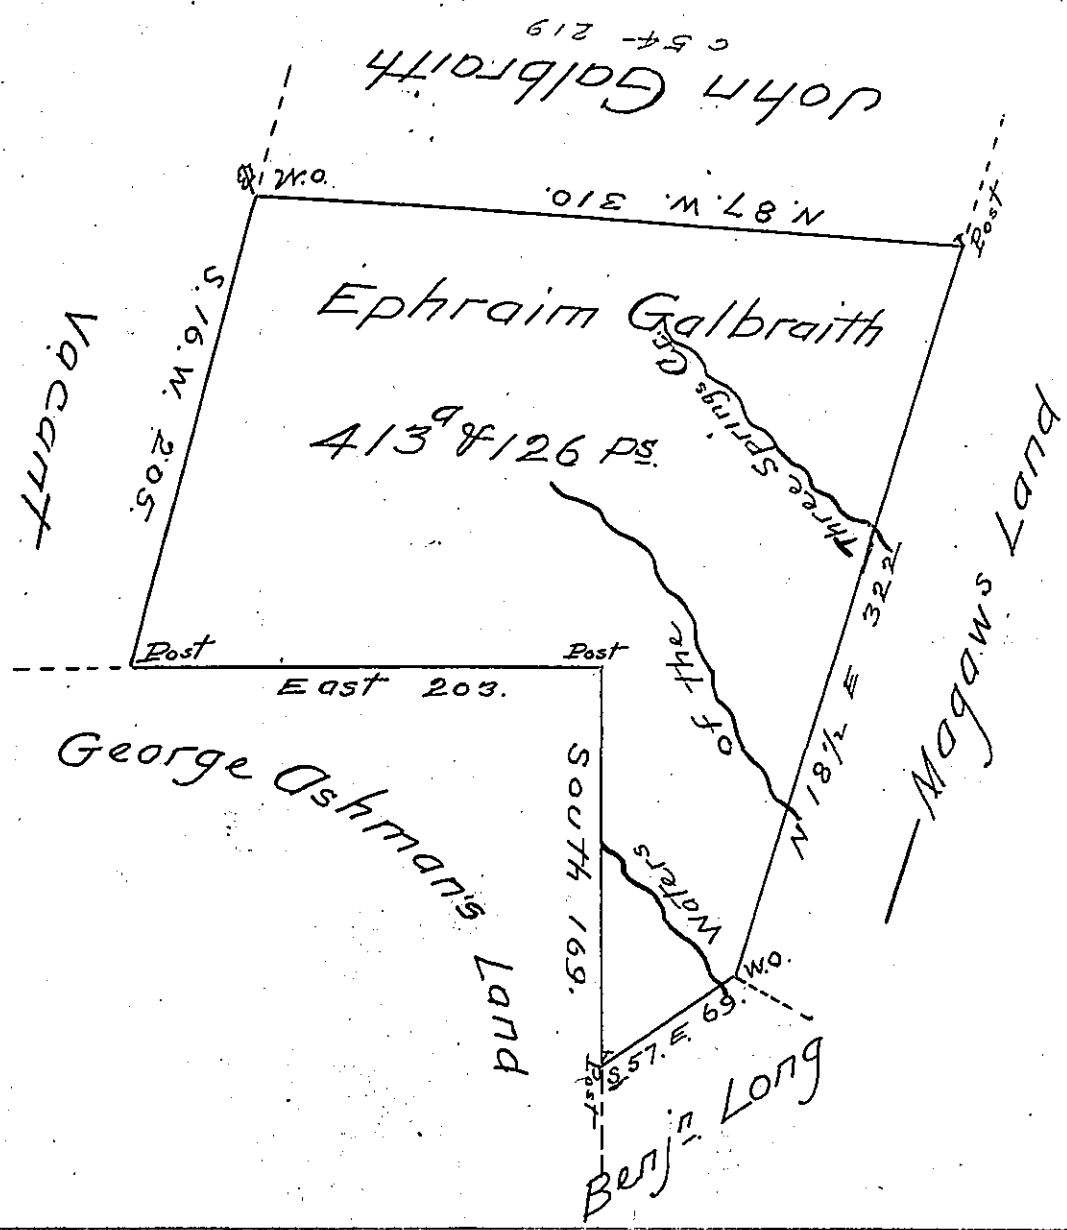 C 54 - 219
John Galbraith
W.O.
N. 87. W. 310.
Post
Ephraim Galbraith
413ᵃ & 126 Pˢ.
S. 16. W. 205.
Vacant
Three Springs Cr.
of the
Waters
N 18½ E 322
Magaws Land
Post
Post
East 203.
George Ashman's Land
South 169.
W.O.
S. 57. E. 69.
Post
Benjⁿ. Long